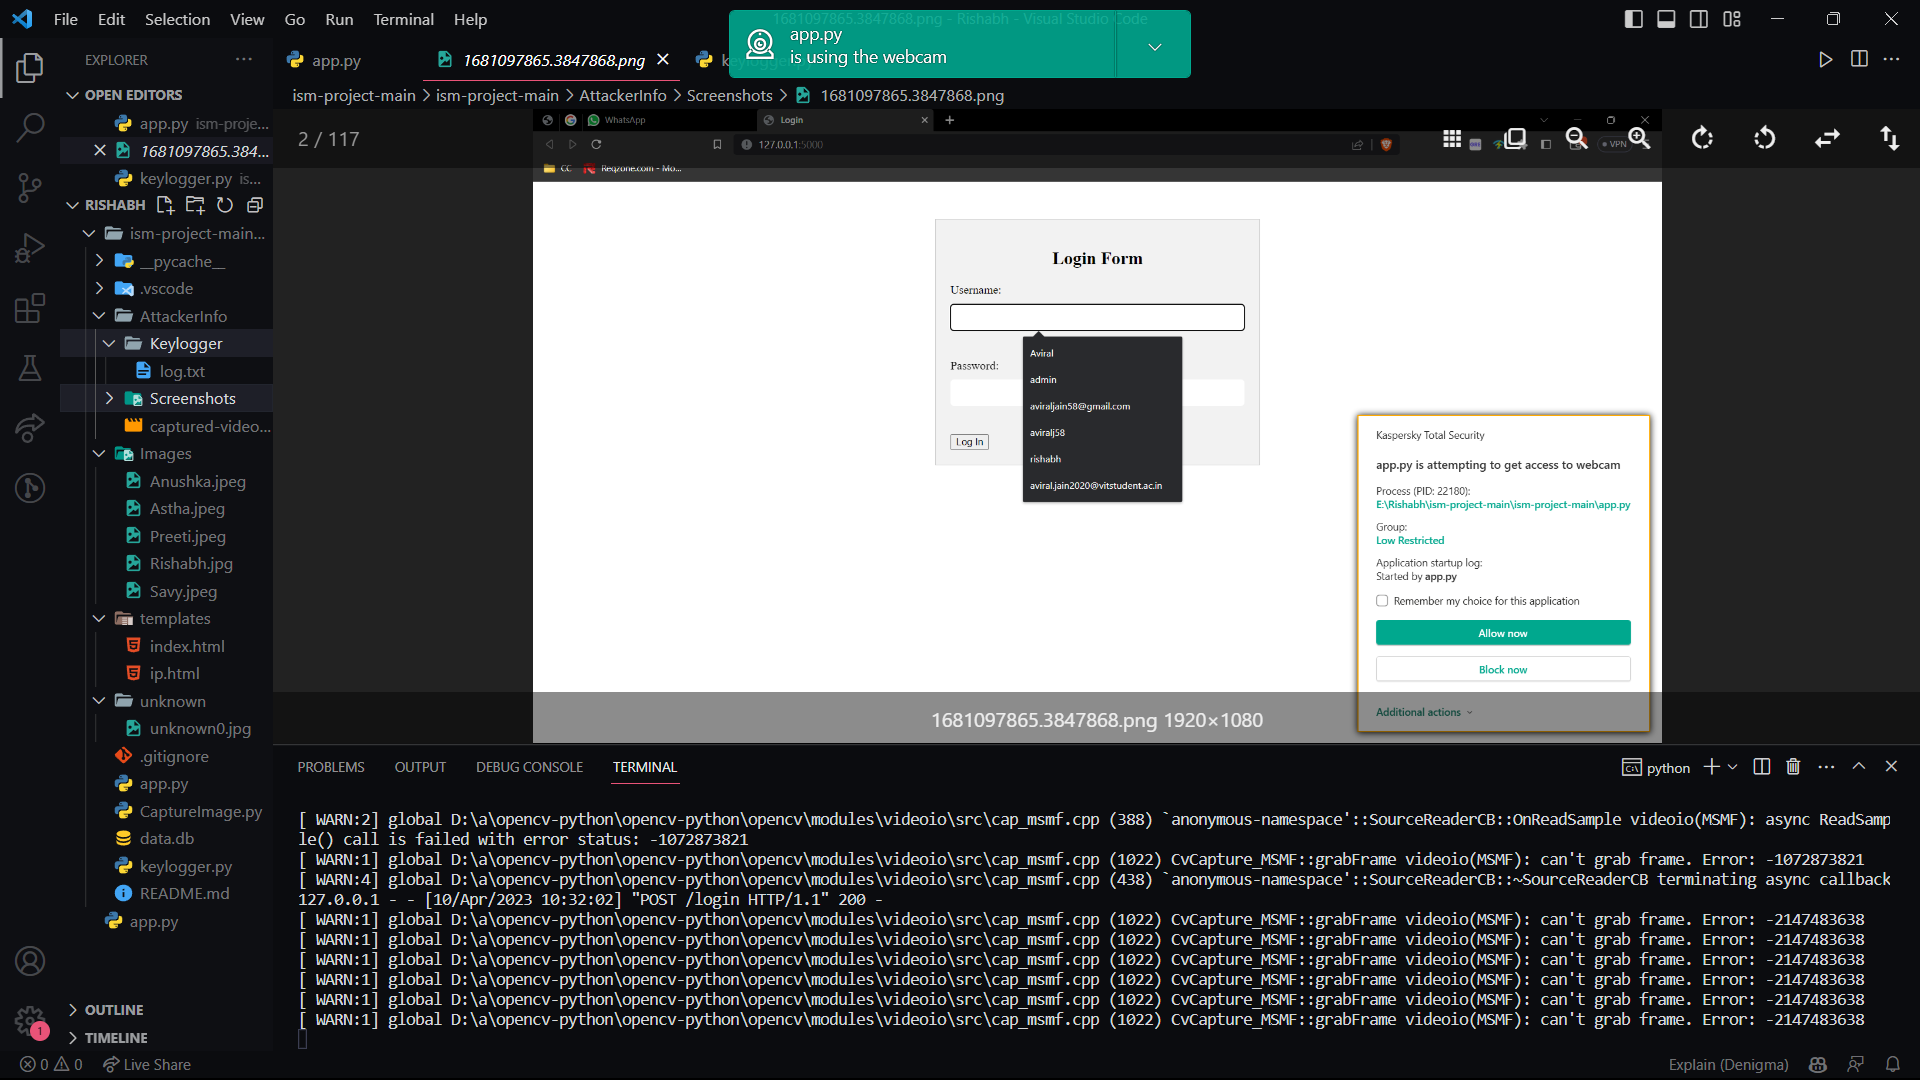 File Edit Selection View Go Run Terminal Help
1681097865.3847868.png - Rishabh - Visual Studio Code
app.py
is using the webcam
EXPLORER
app.py
1681097865.3847868.png
OPEN EDITORS
app.py ism-proje...
1681097865.384...
keylogger.py is...
RISHABH
ism-project-main...
__pycache__
.vscode
AttackerInfo
Keylogger
log.txt
Screenshots
captured-video...
Images
Anushka.jpeg
Astha.jpeg
Preeti.jpeg
Rishabh.jpg
Savy.jpeg
templates
index.html
ip.html
unknown
unknown0.jpg
.gitignore
app.py
CaptureImage.py
data.db
keylogger.py
README.md
app.py
OUTLINE
TIMELINE
ism-project-main > ism-project-main > AttackerInfo > Screenshots > 1681097865.3847868.png
2 / 117
WhatsApp
Login
127.0.0.1:5000
VPN
CC
Reqzone.com - Mo...
Login Form
Username:
Aviral
admin
aviraljain58@gmail.com
aviralj58
rishabh
aviral.jain2020@vitstudent.ac.in
Password:
Log In
Kaspersky Total Security
app.py is attempting to get access to webcam
Process (PID: 22180):
E:\Rishabh\ism-project-main\ism-project-main\app.py
Group:
Low Restricted
Application startup log:
Started by app.py
Remember my choice for this application
Allow now
Block now
Additional actions
1681097865.3847868.png 1920×1080
PROBLEMS OUTPUT DEBUG CONSOLE TERMINAL
python
[ WARN:2] global D:\a\opencv-python\opencv-python\opencv\modules\videoio\src\cap_msmf.cpp (388) `anonymous-namespace'::SourceReaderCB::OnReadSample videoio(MSMF): async ReadSamp
le() call is failed with error status: -1072873821
[ WARN:1] global D:\a\opencv-python\opencv-python\opencv\modules\videoio\src\cap_msmf.cpp (1022) CvCapture_MSMF::grabFrame videoio(MSMF): can't grab frame. Error: -1072873821
[ WARN:4] global D:\a\opencv-python\opencv-python\opencv\modules\videoio\src\cap_msmf.cpp (438) `anonymous-namespace'::SourceReaderCB::~SourceReaderCB terminating async callback
127.0.0.1 - - [10/Apr/2023 10:32:02] "POST /login HTTP/1.1" 200 -
[ WARN:1] global D:\a\opencv-python\opencv-python\opencv\modules\videoio\src\cap_msmf.cpp (1022) CvCapture_MSMF::grabFrame videoio(MSMF): can't grab frame. Error: -2147483638
[ WARN:1] global D:\a\opencv-python\opencv-python\opencv\modules\videoio\src\cap_msmf.cpp (1022) CvCapture_MSMF::grabFrame videoio(MSMF): can't grab frame. Error: -2147483638
[ WARN:1] global D:\a\opencv-python\opencv-python\opencv\modules\videoio\src\cap_msmf.cpp (1022) CvCapture_MSMF::grabFrame videoio(MSMF): can't grab frame. Error: -2147483638
[ WARN:1] global D:\a\opencv-python\opencv-python\opencv\modules\videoio\src\cap_msmf.cpp (1022) CvCapture_MSMF::grabFrame videoio(MSMF): can't grab frame. Error: -2147483638
[ WARN:1] global D:\a\opencv-python\opencv-python\opencv\modules\videoio\src\cap_msmf.cpp (1022) CvCapture_MSMF::grabFrame videoio(MSMF): can't grab frame. Error: -2147483638
[ WARN:1] global D:\a\opencv-python\opencv-python\opencv\modules\videoio\src\cap_msmf.cpp (1022) CvCapture_MSMF::grabFrame videoio(MSMF): can't grab frame. Error: -2147483638
1
0 0 Live Share
Explain (Denigma)